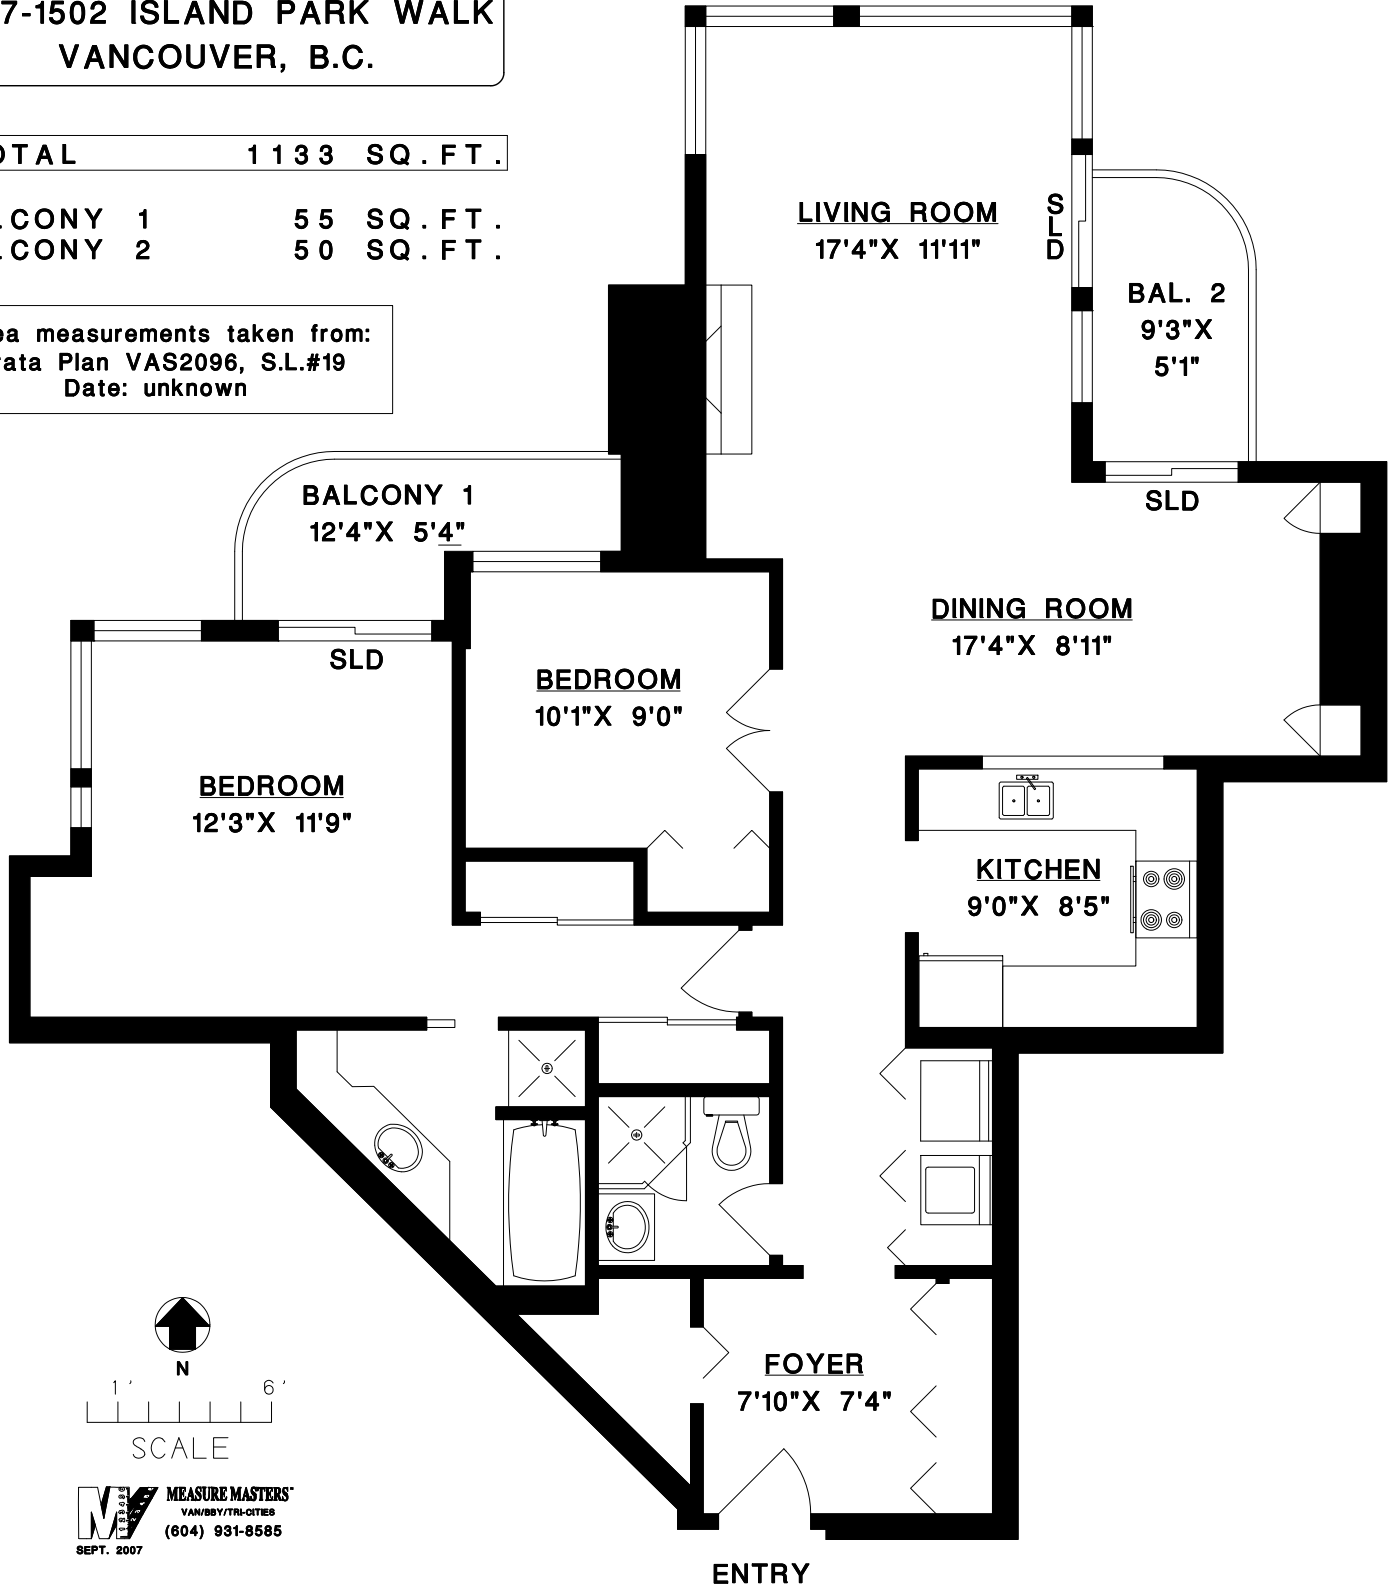 7-1502 ISLAND PARK WALK
VANCOUVER, B.C.
OTAL 1133 SQ.FT.
LCONY 1 55 SQ.FT.
LCONY 2 50 SQ.FT.
ea measurements taken from:
rata Plan VAS2096, S.L.#19
Date: unknown
LIVING ROOM
17'4"X 11'11"
SLD
BAL. 2
9'3"X
5'1"
SLD
BALCONY 1
12'4"X 5'4"
SLD
DINING ROOM
17'4"X 8'11"
BEDROOM
10'1"X 9'0"
BEDROOM
12'3"X 11'9"
KITCHEN
9'0"X 8'5"
FOYER
7'10"X 7'4"
N
1' 6'
SCALE
MEASURE MASTERS
VAN/BBY/TRI-CITIES
(604) 931-8585
SEPT. 2007
ENTRY